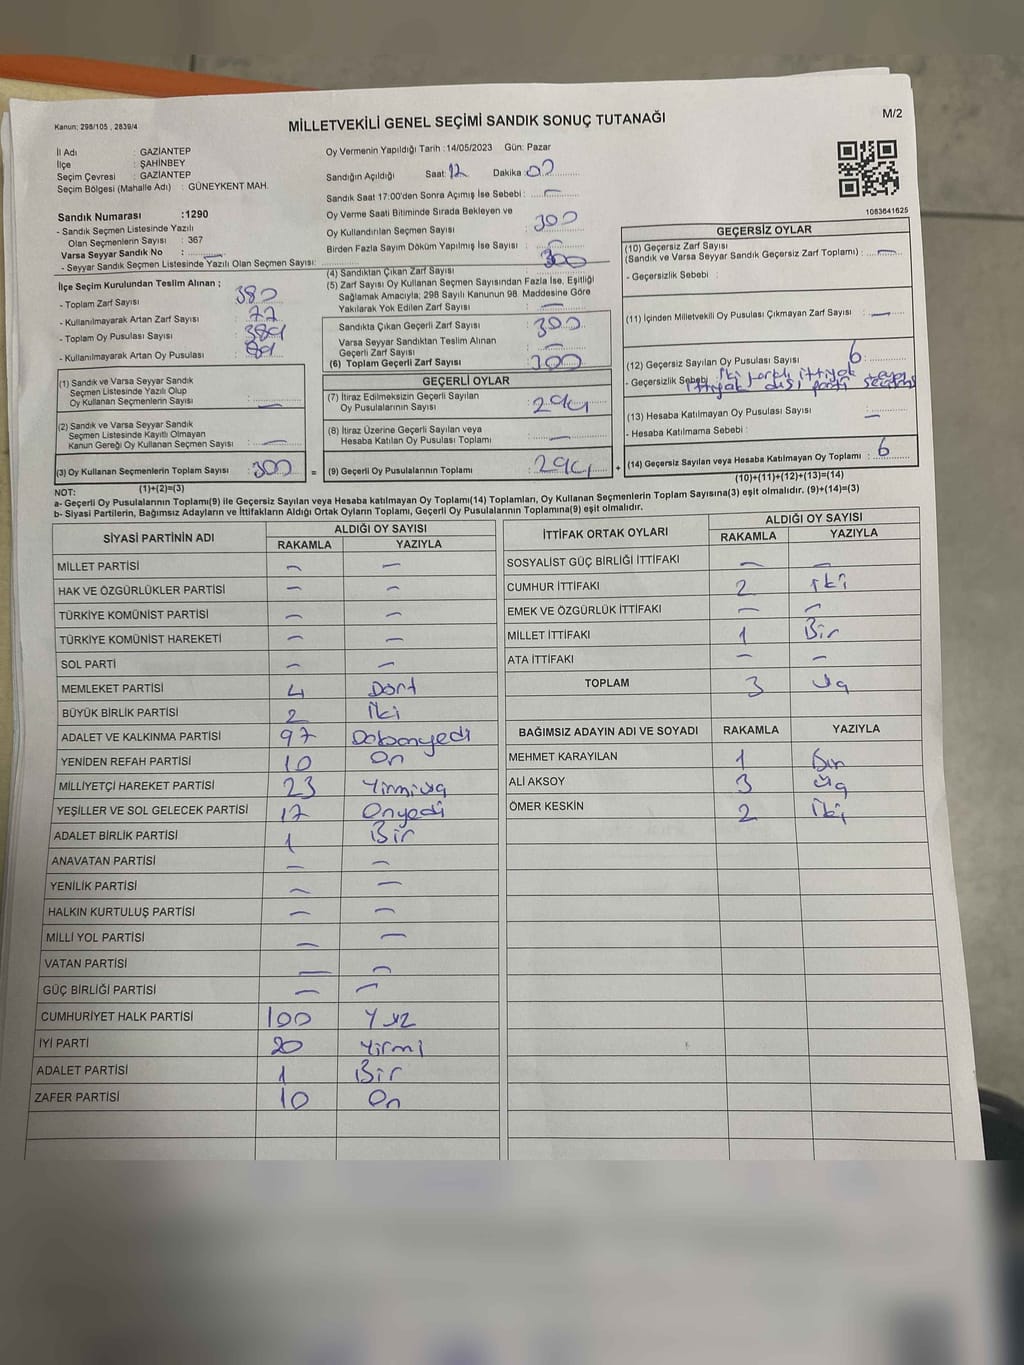 Kanun: 298/105 , 2839/4
M/2
MİLLETVEKİLİ GENEL SEÇİMİ SANDIK SONUÇ TUTANAĞI
İl Adı : GAZİANTEP
İlçe : ŞAHİNBEY
Seçim Çevresi : GAZİANTEP
Seçim Bölgesi (Mahalle Adı) : GÜNEYKENT MAH.
Sandık Numarası :1290
- Sandık Seçmen Listesinde Yazılı
Olan Seçmenlerin Sayısı : 367
Varsa Seyyar Sandık No : —
- Seyyar Sandık Seçmen Listesinde Yazılı Olan Seçmen Sayısı:
Oy Vermenin Yapıldığı Tarih :14/05/2023 Gün: Pazar
Sandığın Açıldığı Saat: Dakika
Sandık Saat 17:00'den Sonra Açımış İse Sebebi : —
Oy Verme Saati Bitiminde Sırada Bekleyen ve
Oy Kullandırılan Seçmen Sayısı : 300
Birden Fazla Sayım Döküm Yapılmış İse Sayısı : —
1083641625
İlçe Seçim Kurulundan Teslim Alınan ;
- Toplam Zarf Sayısı : 380
- Kullanılmayarak Artan Zarf Sayısı : 77
- Toplam Oy Pusulası Sayısı : 389
- Kullanılmayarak Artan Oy Pusulası : 89
(1) Sandık ve Varsa Seyyar Sandık
Seçmen Listesinde Yazılı Olup
Oy Kullanan Seçmenlerin Sayısı : —
(2) Sandık ve Varsa Seyyar Sandık
Seçmen Listesinde Kayıtlı Olmayan
Kanun Gereği Oy Kullanan Seçmen Sayısı : —
(3) Oy Kullanan Seçmenlerin Toplam Sayısı : 300
(1)+(2)=(3)
(4) Sandıktan Çıkan Zarf Sayısı : 300
(5) Zarf Sayısı Oy Kullanan Seçmen Sayısından Fazla İse, Eşitliği
Sağlamak Amacıyla, 298 Sayılı Kanunun 98. Maddesine Göre
Yakılarak Yok Edilen Zarf Sayısı : —
Sandıkta Çıkan Geçerli Zarf Sayısı : 300
Varsa Seyyar Sandıktan Teslim Alınan
Geçerli Zarf Sayısı : —
(6) Toplam Geçerli Zarf Sayısı : 300
GEÇERLİ OYLAR
(7) İtiraz Edilmeksizin Geçerli Sayılan
Oy Pusulalarının Sayısı : 294
(8) İtiraz Üzerine Geçerli Sayılan veya
Hesaba Katılan Oy Pusulası Toplamı : —
= (9) Geçerli Oy Pusulalarının Toplamı : 294 +
GEÇERSİZ OYLAR
(10) Geçersiz Zarf Sayısı
(Sandık ve Varsa Seyyar Sandık Geçersiz Zarf Toplamı) : —
- Geçersizlik Sebebi :
(11) İçinden Milletvekili Oy Pusulası Çıkmayan Zarf Sayısı : —
(12) Geçersiz Sayılan Oy Pusulası Sayısı : 6
- Geçersizlik Sebebi : İki farklı ittifak veya
ittifak dışı parti
(13) Hesaba Katılmayan Oy Pusulası Sayısı : —
- Hesaba Katılmama Sebebi :
(14) Geçersiz Sayılan veya Hesaba Katılmayan Oy Toplamı : 6
(10)+(11)+(12)+(13)=(14)
NOT:
a- Geçerli Oy Pusulalarının Toplamı(9) ile Geçersiz Sayılan veya Hesaba katılmayan Oy Toplamı(14) Toplamları, Oy Kullanan Seçmenlerin Toplam Sayısına(3) eşit olmalıdır. (9)+(14)=(3)
b- Siyasi Partilerin, Bağımsız Adayların ve İttifakların Aldığı Ortak Oyların Toplamı, Geçerli Oy Pusulalarının Toplamına(9) eşit olmalıdır.
SİYASİ PARTİNİN ADI ALDIĞI OY SAYISI
RAKAMLA YAZIYLA
MİLLET PARTİSİ — —
HAK VE ÖZGÜRLÜKLER PARTİSİ — —
TÜRKİYE KOMÜNİST PARTİSİ — —
TÜRKİYE KOMÜNİST HAREKETİ — —
SOL PARTİ — —
MEMLEKET PARTİSİ 4 Dört
BÜYÜK BİRLİK PARTİSİ 2 İki
ADALET VE KALKINMA PARTİSİ 97 Doksanyedi
YENİDEN REFAH PARTİSİ 10 On
MİLLİYETÇİ HAREKET PARTİSİ 23 Yirmiüç
YEŞİLLER VE SOL GELECEK PARTİSİ 17 Onyedi
ADALET BİRLİK PARTİSİ 1 Bir
ANAVATAN PARTİSİ — —
YENİLİK PARTİSİ — —
HALKIN KURTULUŞ PARTİSİ — —
MİLLİ YOL PARTİSİ — —
VATAN PARTİSİ — —
GÜÇ BİRLİĞİ PARTİSİ — —
CUMHURİYET HALK PARTİSİ 100 Yüz
İYİ PARTİ 20 Yirmi
ADALET PARTİSİ 1 Bir
ZAFER PARTİSİ 10 On
İTTİFAK ORTAK OYLARI ALDIĞI OY SAYISI
RAKAMLA YAZIYLA
SOSYALİST GÜÇ BİRLİĞİ İTTİFAKI — —
CUMHUR İTTİFAKI 2 İki
EMEK VE ÖZGÜRLÜK İTTİFAKI — —
MİLLET İTTİFAKI 1 Bir
ATA İTTİFAKI — —
TOPLAM 3 Üç
BAĞIMSIZ ADAYIN ADI VE SOYADI RAKAMLA YAZIYLA
MEHMET KARAYILAN 1 Bir
ALİ AKSOY 3 Üç
ÖMER KESKİN 2 İki